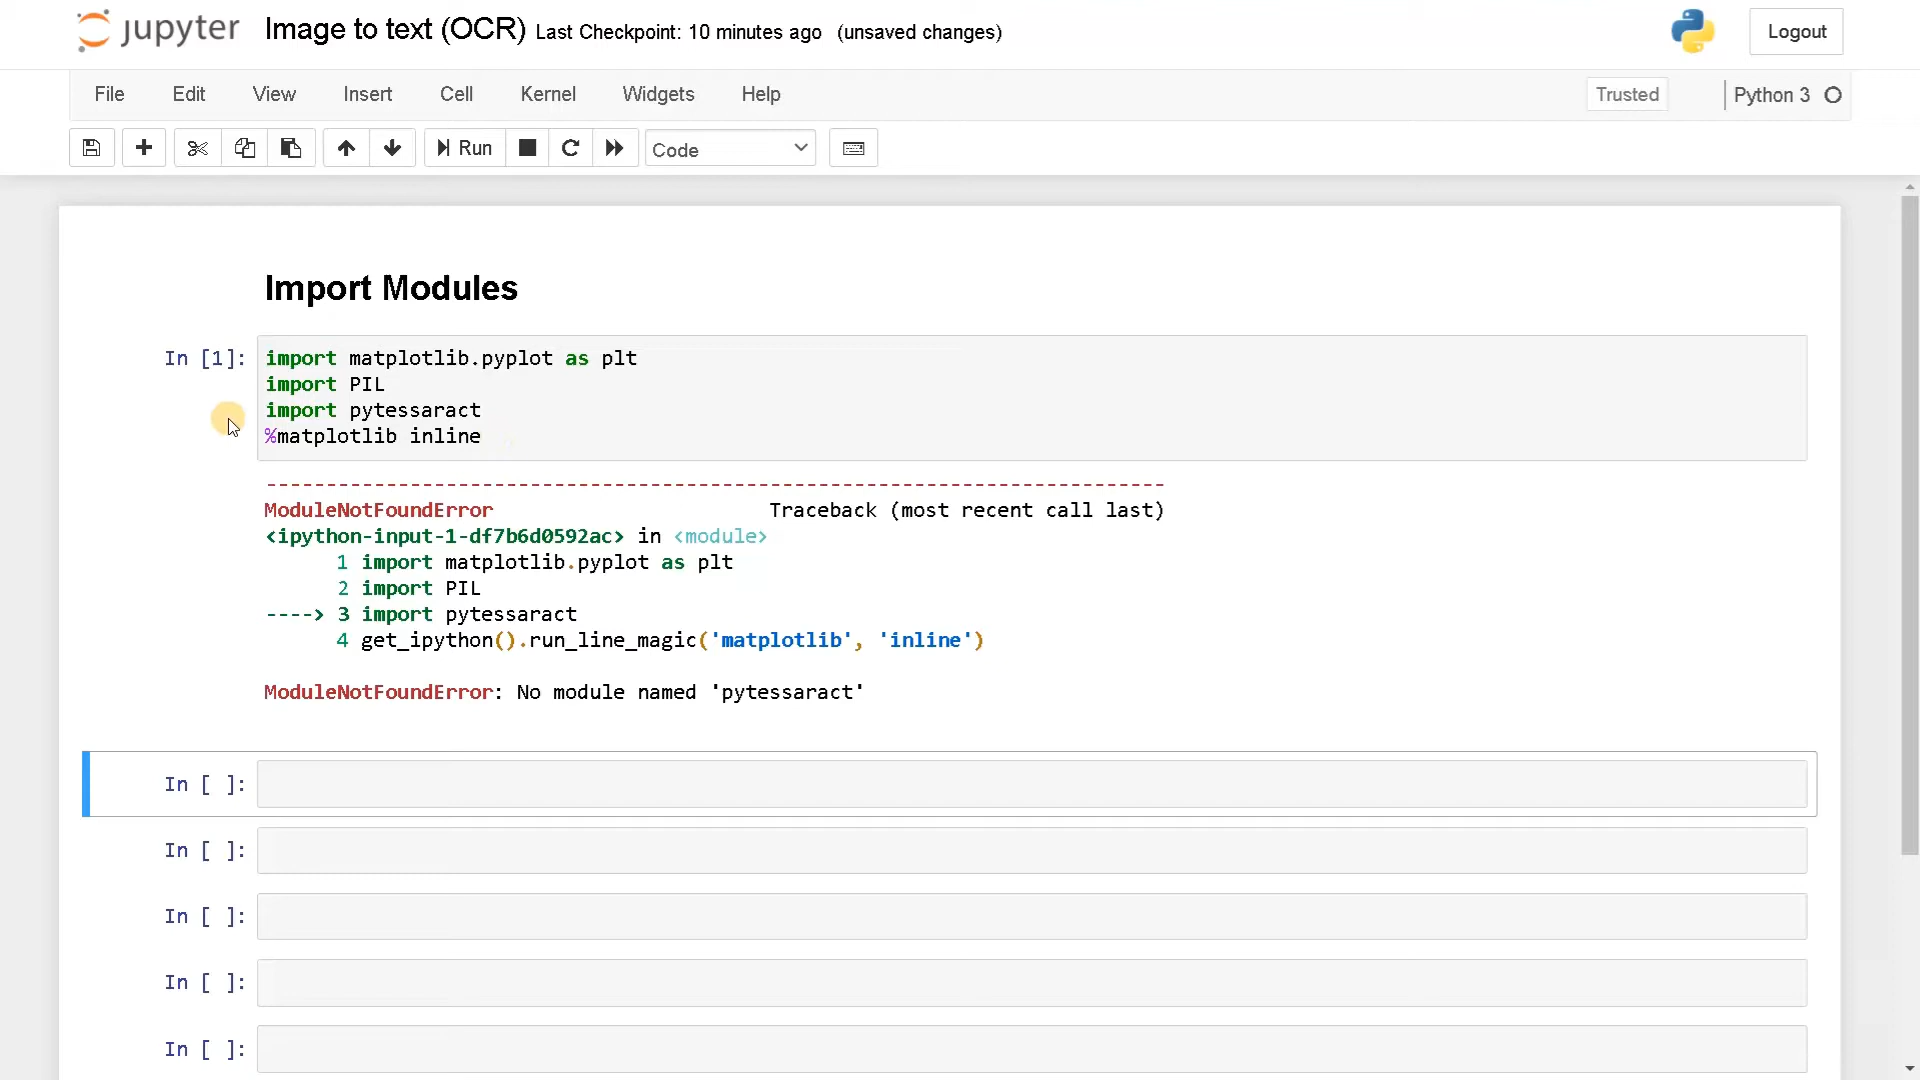 jupyter Image to text (OCR) Last Checkpoint: 10 minutes ago (unsaved changes) Logout
File Edit View Insert Cell Kernel Widgets Help Trusted Python 3
Run Code
Import Modules
In [1]: import matplotlib.pyplot as plt
import PIL
import pytessaract
%matplotlib inline
---------------------------------------------------------------------------
ModuleNotFoundError Traceback (most recent call last)
<ipython-input-1-df7b6d0592ac> in <module>
1 import matplotlib.pyplot as plt
2 import PIL
----> 3 import pytessaract
4 get_ipython().run_line_magic('matplotlib', 'inline')
ModuleNotFoundError: No module named 'pytessaract'
In [ ]:
In [ ]:
In [ ]:
In [ ]:
In [ ]: